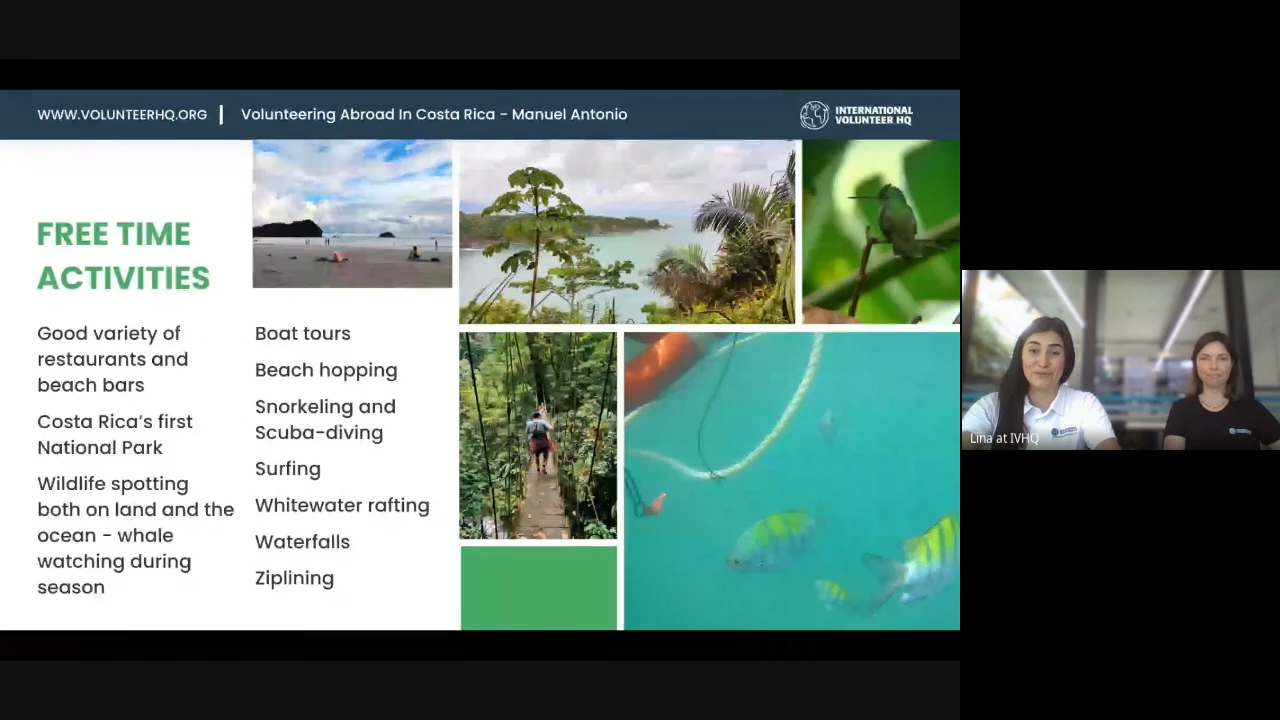 WWW.VOLUNTEERHQ.ORG | Volunteering Abroad In Costa Rica - Manuel Antonio
INTERNATIONAL
VOLUNTEER HQ
FREE TIME
ACTIVITIES
Good variety of
restaurants and
beach bars
Costa Rica's first
National Park
Wildlife spotting
both on land and the
ocean - whale
watching during
season
Boat tours
Beach hopping
Snorkeling and
Scuba-diving
Surfing
Whitewater rafting
Waterfalls
Ziplining
Lina at IVHQ